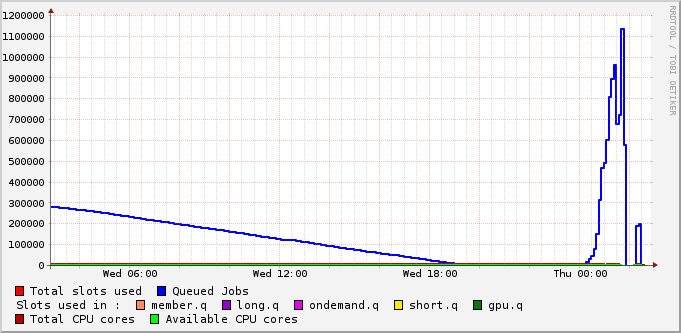 RRDTOOL / TOBI OETIKER
1200000
1100000
1000000
900000
800000
700000
600000
500000
400000
300000
200000
100000
0
Wed 06:00 Wed 12:00 Wed 18:00 Thu 00:00
Total slots used Queued Jobs
Slots used in : member.q long.q ondemand.q short.q gpu.q
Total CPU cores Available CPU cores